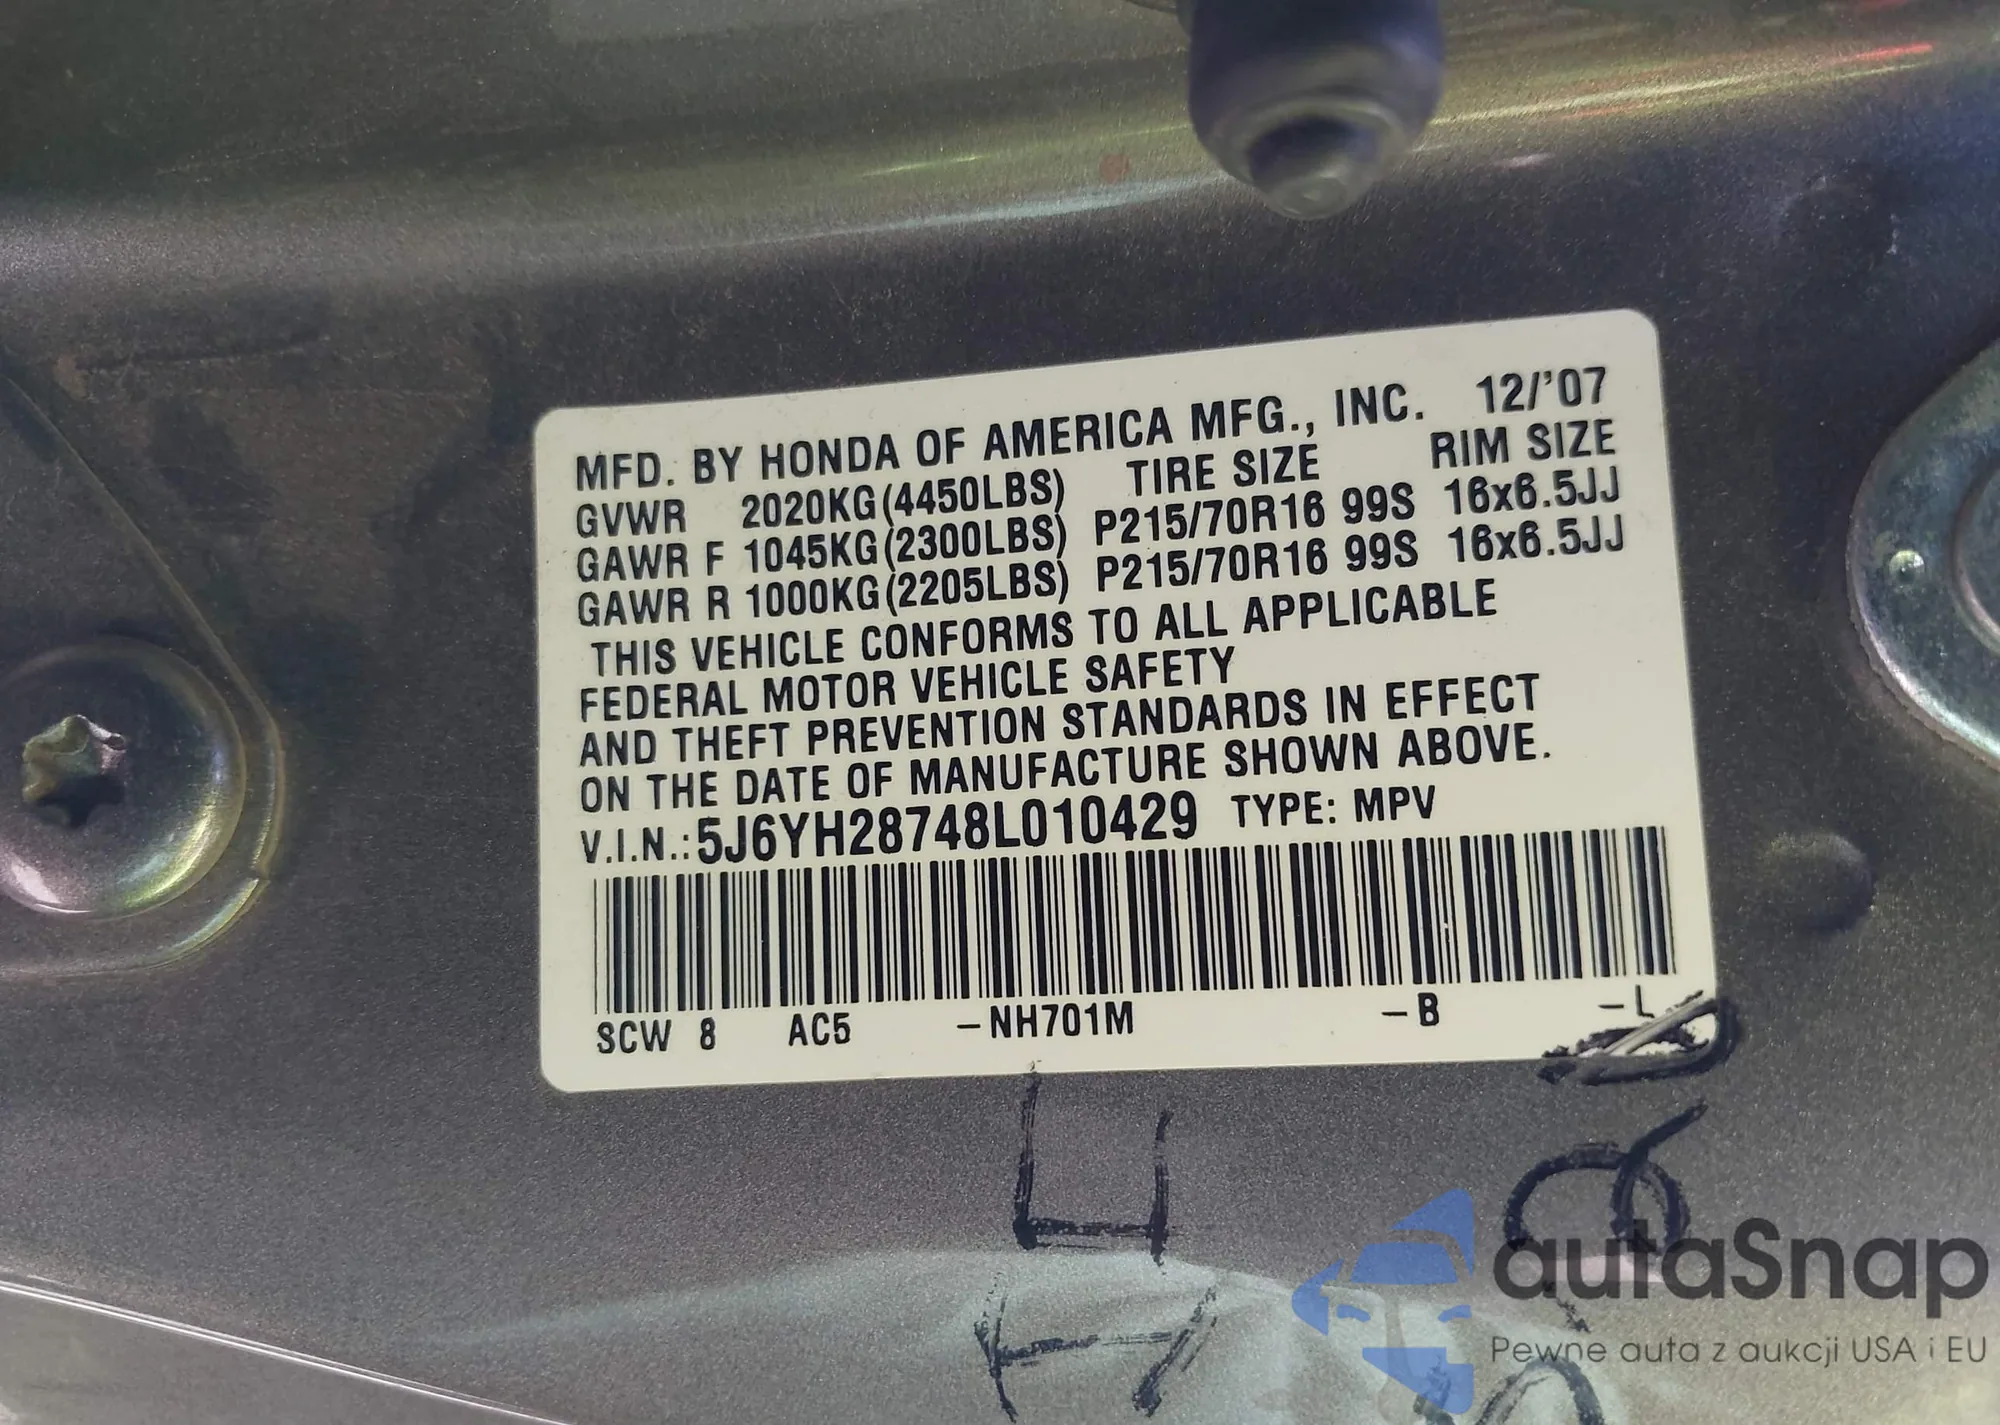 MFD. BY HONDA OF AMERICA MFG., INC. 12/'07
GVWR 2020KG(4450LBS) TIRE SIZE RIM SIZE
GAWR F 1045KG(2300LBS) P215/70R16 99S 16x6.5JJ
GAWR R 1000KG(2205LBS) P215/70R16 99S 16x6.5JJ
THIS VEHICLE CONFORMS TO ALL APPLICABLE
FEDERAL MOTOR VEHICLE SAFETY
AND THEFT PREVENTION STANDARDS IN EFFECT
ON THE DATE OF MANUFACTURE SHOWN ABOVE.
V.I.N.: 5J6YH28748L010429 TYPE: MPV
SCW 8 AC5 -NH701M -B -L
autaSnap
Pewne auta z aukcji USA i EU